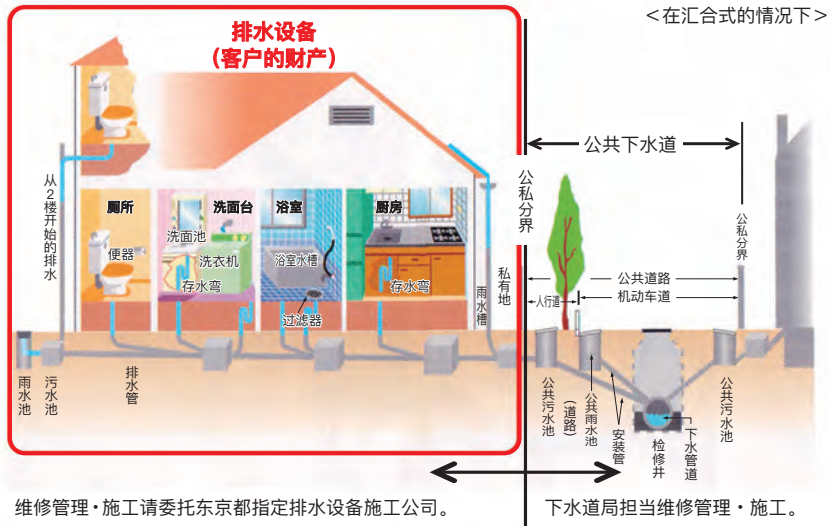 <在汇合式的情况下>
排水设备
(客户的财产)
公共下水道
从2楼开始的排水
厕所
洗面台
浴室
厨房
公私分界
公私分界
洗面池
便器
洗衣机
浴室水槽
存水弯
存水弯
过滤器
雨水槽
私有地
公共道路
人行道
机动车道
雨水池
污水池
排水管
公共污水池
(道路)
公共雨水池
安装管
检修井
下水管道
公共污水池
维修管理·施工请委托东京都指定排水设备施工公司。
下水道局担当维修管理·施工。